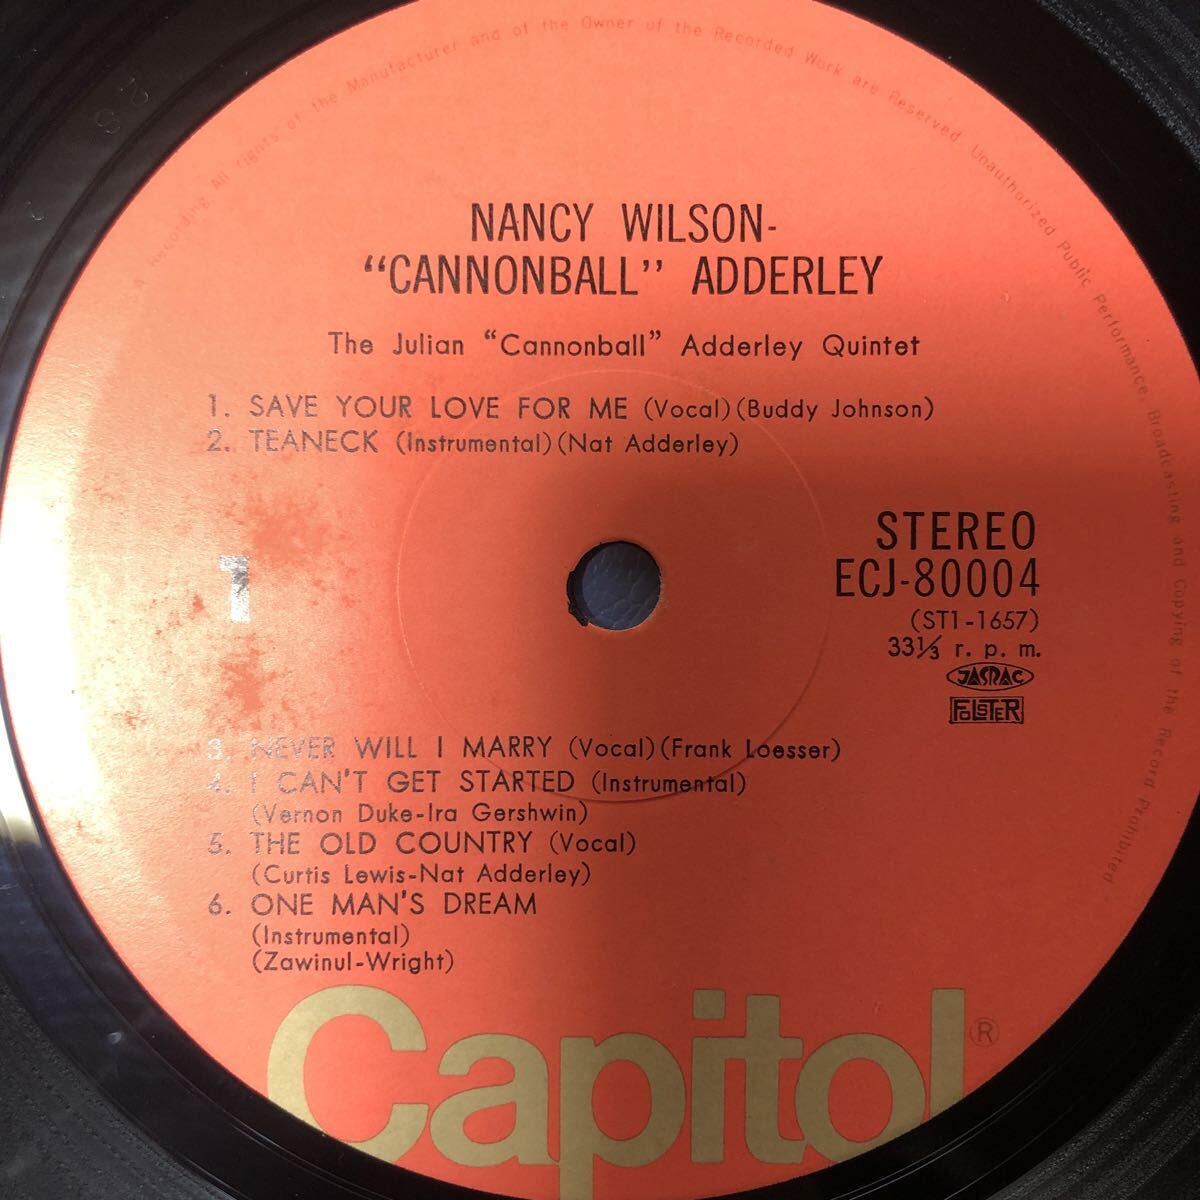 A Recording All rights of the Manufacturer and of the Owner of the Recorded Work are Reserved. Unauthorized Public Performance, Broadcasting and Copying of the Record Prohibited
NANCY WILSON-
“CANNONBALL” ADDERLEY
The Julian “Cannonball” Adderley Quintet
1. SAVE YOUR LOVE FOR ME (Vocal) (Buddy Johnson)
2. TEANECK (Instrumental) (Nat Adderley)
1
STEREO
ECJ-80004
(ST1-1657)
33⅓ r. p. m.
JASRAC
FOLSTER
3. NEVER WILL I MARRY (Vocal) (Frank Loesser)
4. I CAN'T GET STARTED (Instrumental)
(Vernon Duke-Ira Gershwin)
5. THE OLD COUNTRY (Vocal)
(Curtis Lewis-Nat Adderley)
6. ONE MAN'S DREAM
(Instrumental)
(Zawinul-Wright)
Capitol®